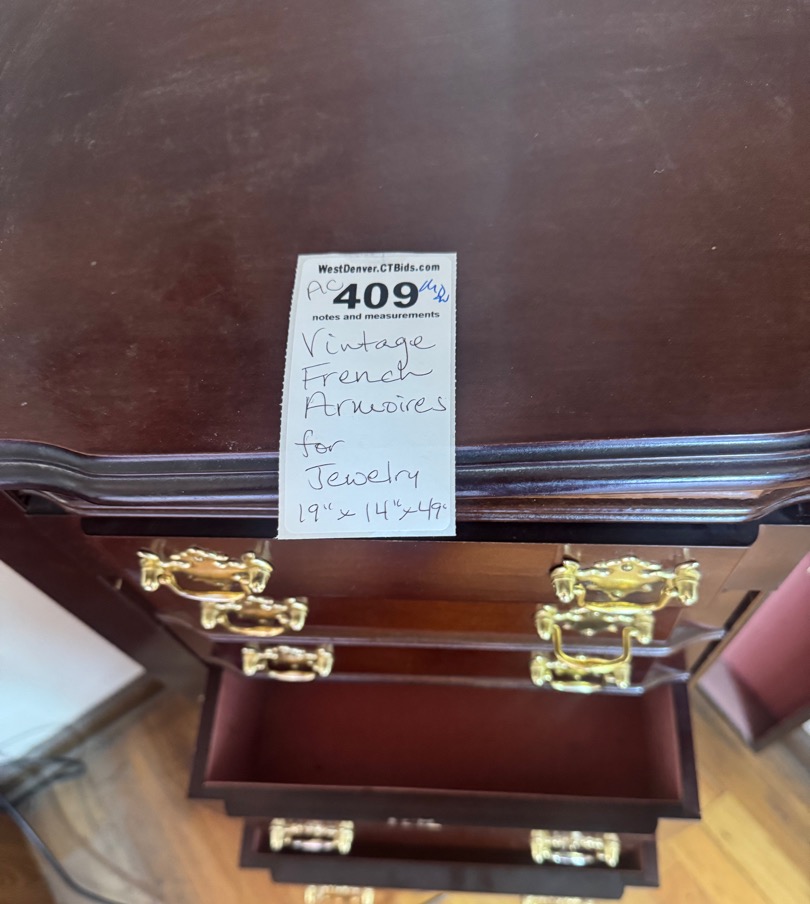 WestDenver.CTBids.com
AC 409
notes and measurements
Vintage
French
Armoires
for
Jewelry
19" x 14" x 49"